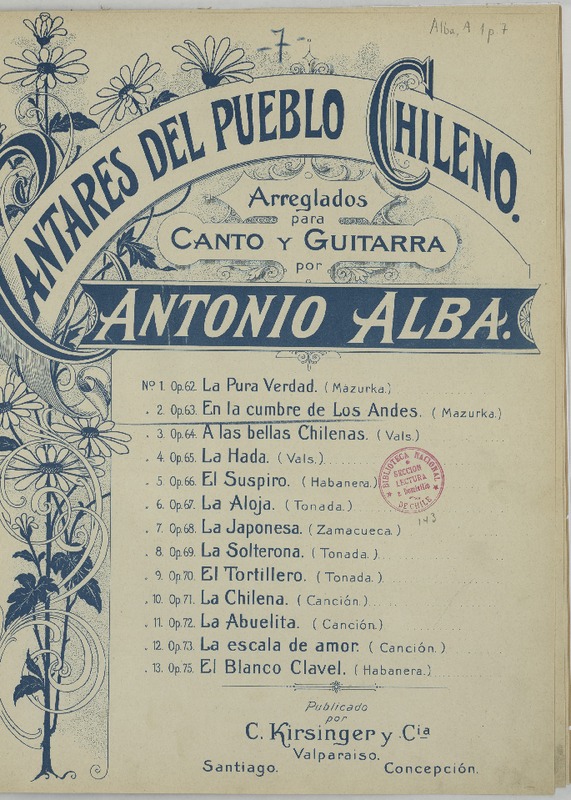 Alba, A 1 p 7
-7-
CANTARES DEL PUEBLO CHILENO.
Arreglados
para
CANTO Y GUITARRA
por
ANTONIO ALBA.
Nº 1. Op.62. La Pura Verdad. (Mazurka.)
" 2. Op.63. En la cumbre de Los Andes. (Mazurka.)
" 3. Op.64. A las bellas Chilenas. (Vals.)
" 4. Op.65. La Hada. (Vals.)
" 5. Op.66. El Suspiro. (Habanera.)
" 6. Op.67. La Aloja. (Tonada.)
" 7. Op.68. La Japonesa. (Zamacueca.)
" 8. Op.69. La Solterona. (Tonada.)
" 9. Op.70. El Tortillero. (Tonada.)
" 10. Op.71. La Chilena. (Canción.)
" 11. Op.72. La Abuelita. (Canción.)
" 12. Op.73. La escala de amor. (Canción.)
" 13. Op.75. El Blanco Clavel. (Habanera.)
BIBLIOTECA NACIONAL
SECCION
LECTURA
a Domicilio
DE CHILE
143
Publicado
por
C. Kirsinger y Cia
Valparaiso.
Santiago. Concepción.